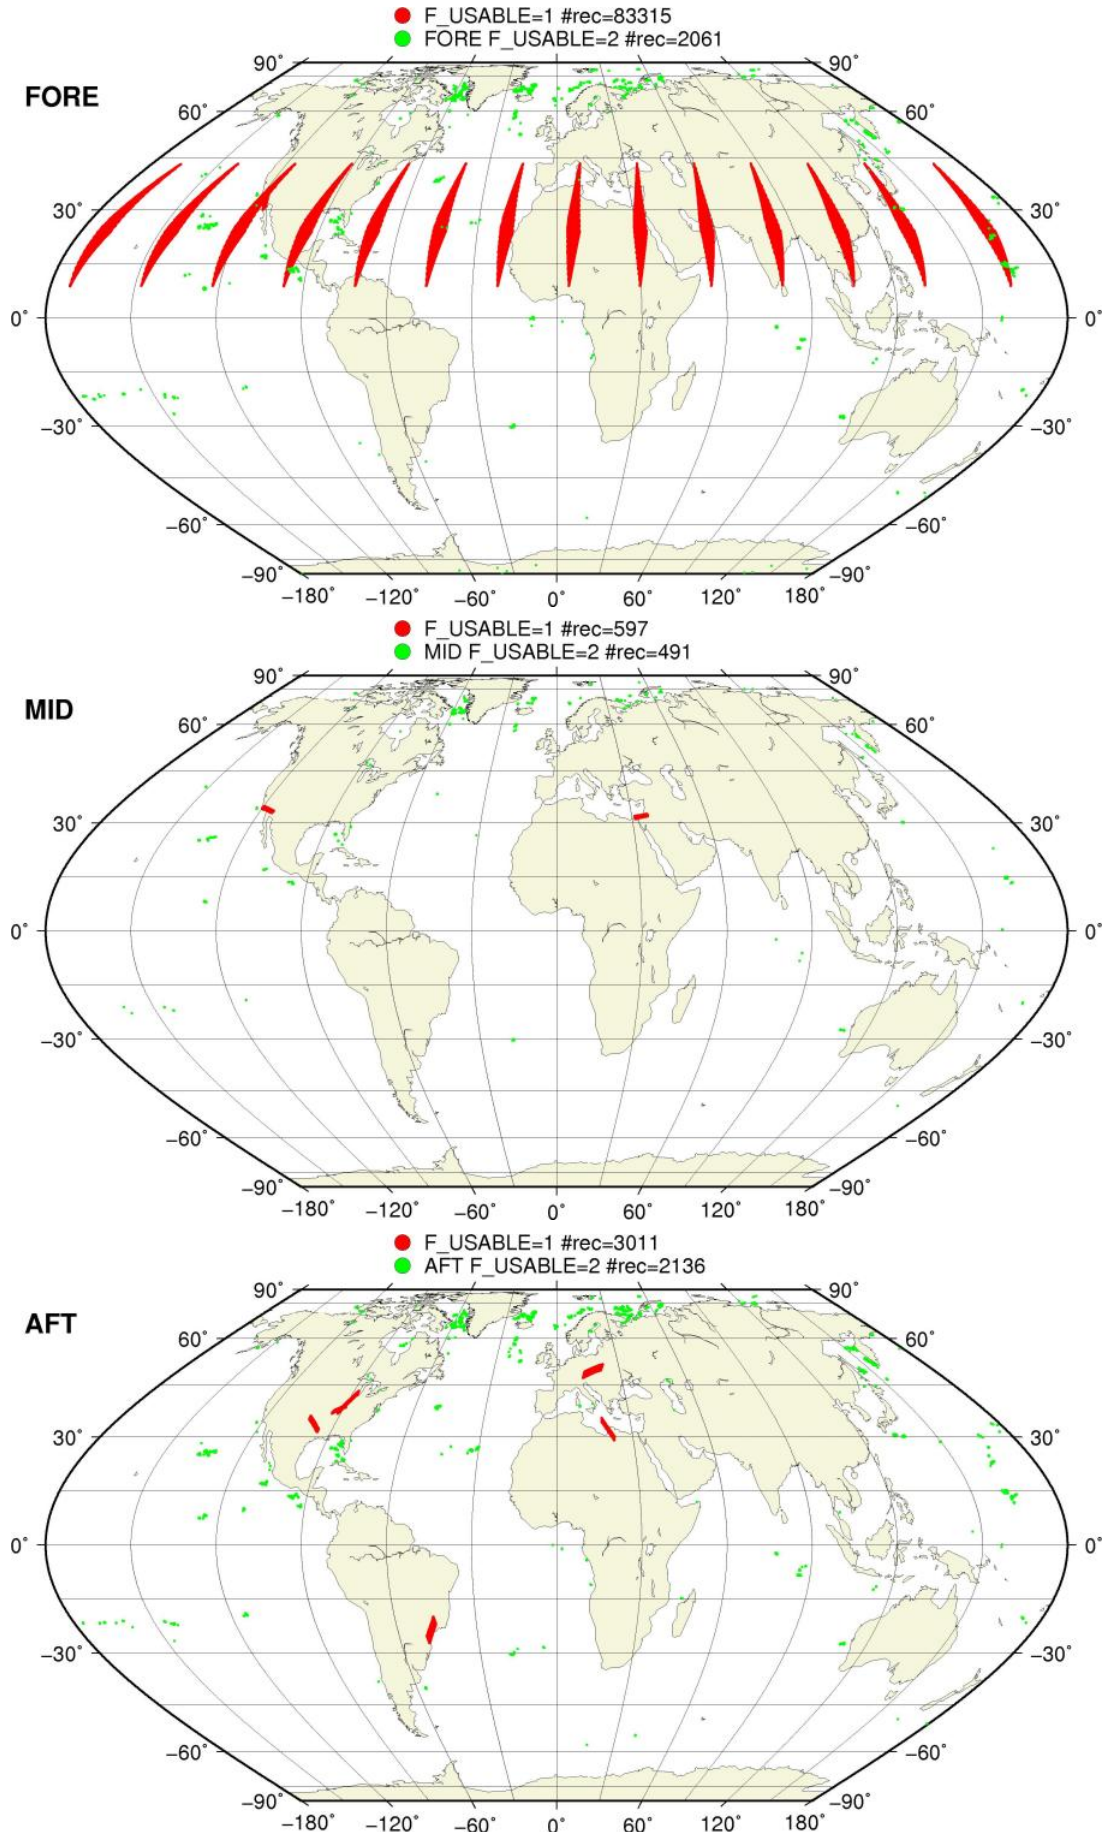 F_USABLE=1 #rec=83315
FORE F_USABLE=2 #rec=2061
FORE
90° 90°
60° 60°
30° 30°
0° 0°
−30° −30°
−60° −60°
−90° −90°
−180° −120° −60° 0° 60° 120° 180°
F_USABLE=1 #rec=597
MID F_USABLE=2 #rec=491
MID
90° 90°
60° 60°
30° 30°
0° 0°
−30° −30°
−60° −60°
−90° −90°
−180° −120° −60° 0° 60° 120° 180°
F_USABLE=1 #rec=3011
AFT F_USABLE=2 #rec=2136
AFT
90° 90°
60° 60°
30° 30°
0° 0°
−30° −30°
−60° −60°
−90° −90°
−180° −120° −60° 0° 60° 120° 180°